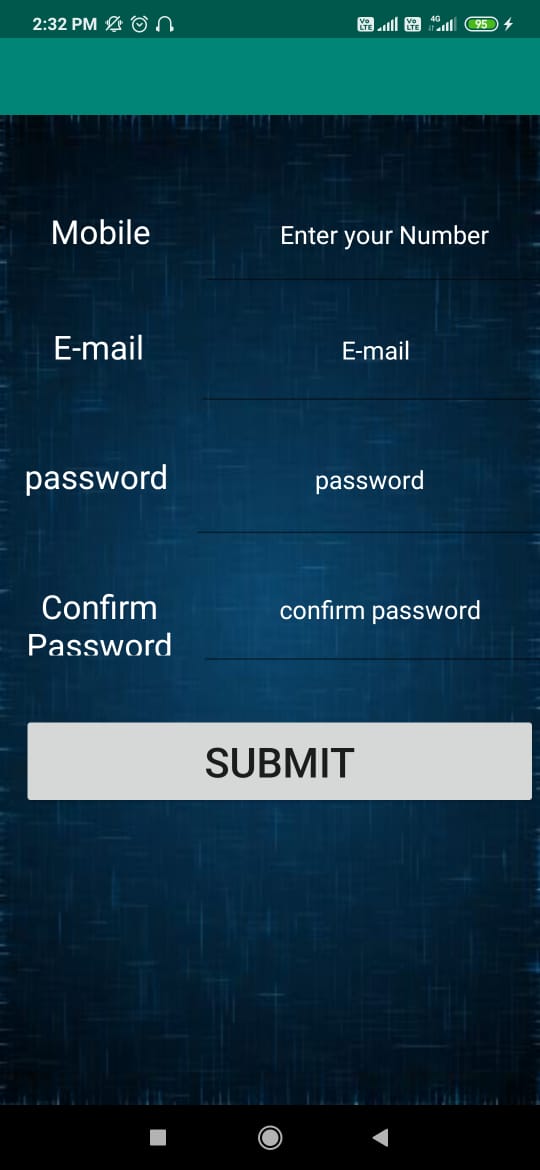 2:32 PM
Vo LTE Vo LTE 4G 95
Mobile Enter your Number
E-mail E-mail
password password
Confirm confirm password
Password
SUBMIT